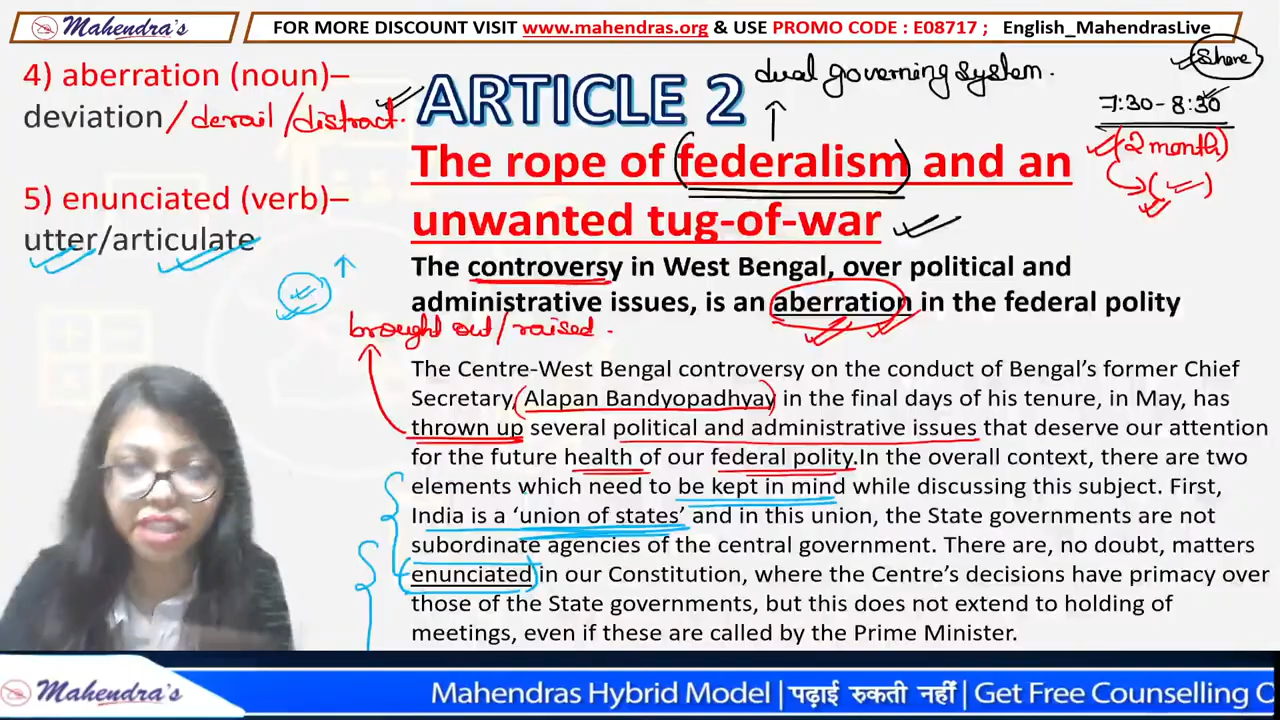 Mahendra's
FOR MORE DISCOUNT VISIT www.mahendras.org & USE PROMO CODE : E08717 ; English_MahendrasLive
Share
4) aberration (noun)–
deviation/derail/distract.
5) enunciated (verb)–
utter/articulate
ARTICLE 2
dual governing system.
7:30-8:30
(2 month)
The rope of federalism and an
unwanted tug-of-war
The controversy in West Bengal, over political and
administrative issues, is an aberration in the federal polity
brought out/raised.
The Centre-West Bengal controversy on the conduct of Bengal's former Chief
Secretary, Alapan Bandyopadhyay in the final days of his tenure, in May, has
thrown up several political and administrative issues that deserve our attention
for the future health of our federal polity.In the overall context, there are two
elements which need to be kept in mind while discussing this subject. First,
India is a ‘union of states’ and in this union, the State governments are not
subordinate agencies of the central government. There are, no doubt, matters
enunciated in our Constitution, where the Centre's decisions have primacy over
those of the State governments, but this does not extend to holding of
meetings, even if these are called by the Prime Minister.
Mahendra's
Mahendras Hybrid Model | पढ़ाई रुकती नहीं | Get Free Counselling